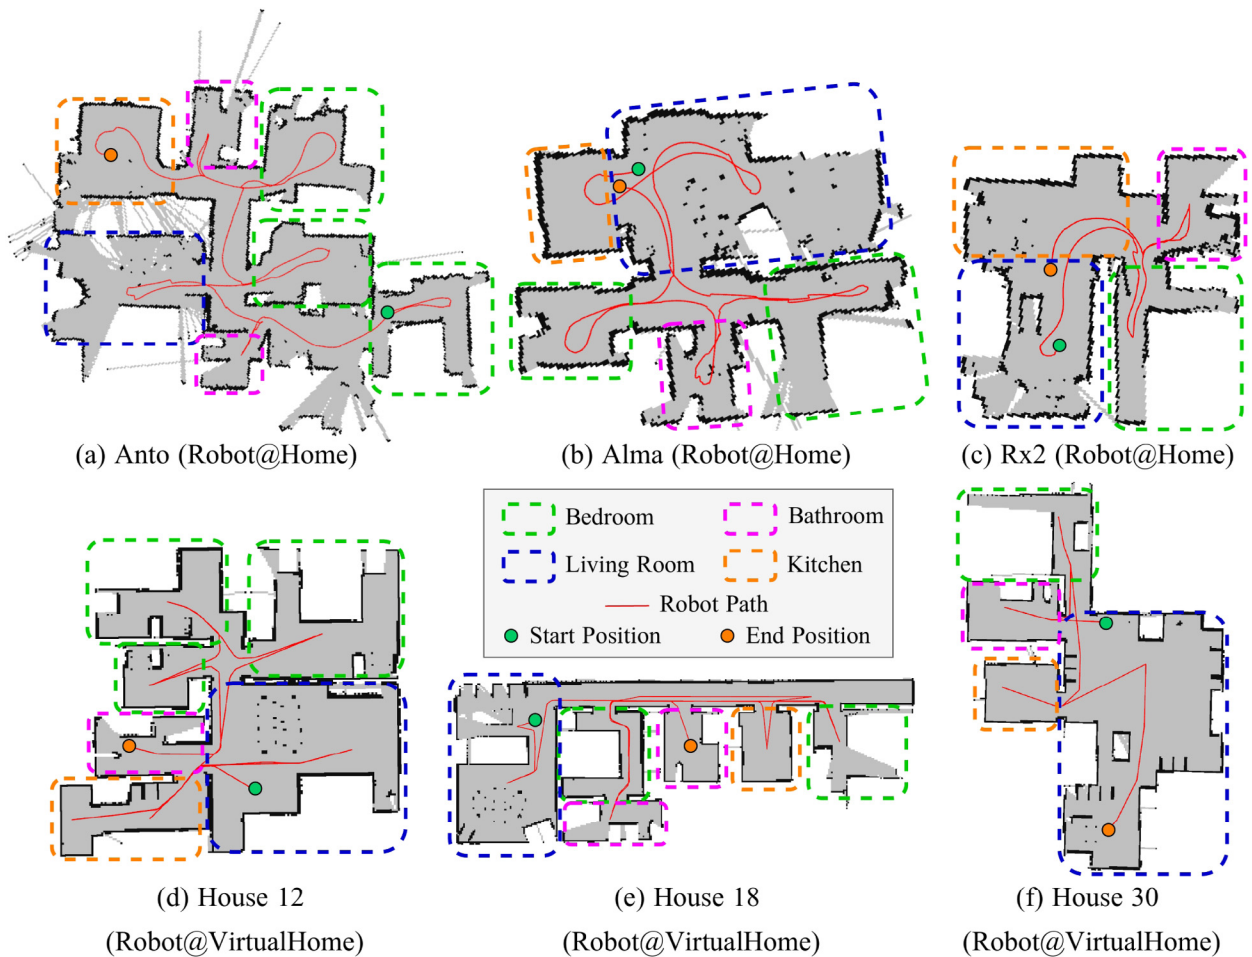 (a) Anto (Robot@Home)
(b) Alma (Robot@Home)
(c) Rx2 (Robot@Home)
Bedroom
Bathroom
Living Room
Kitchen
Robot Path
Start Position
End Position
(d) House 12
(Robot@VirtualHome)
(e) House 18
(Robot@VirtualHome)
(f) House 30
(Robot@VirtualHome)